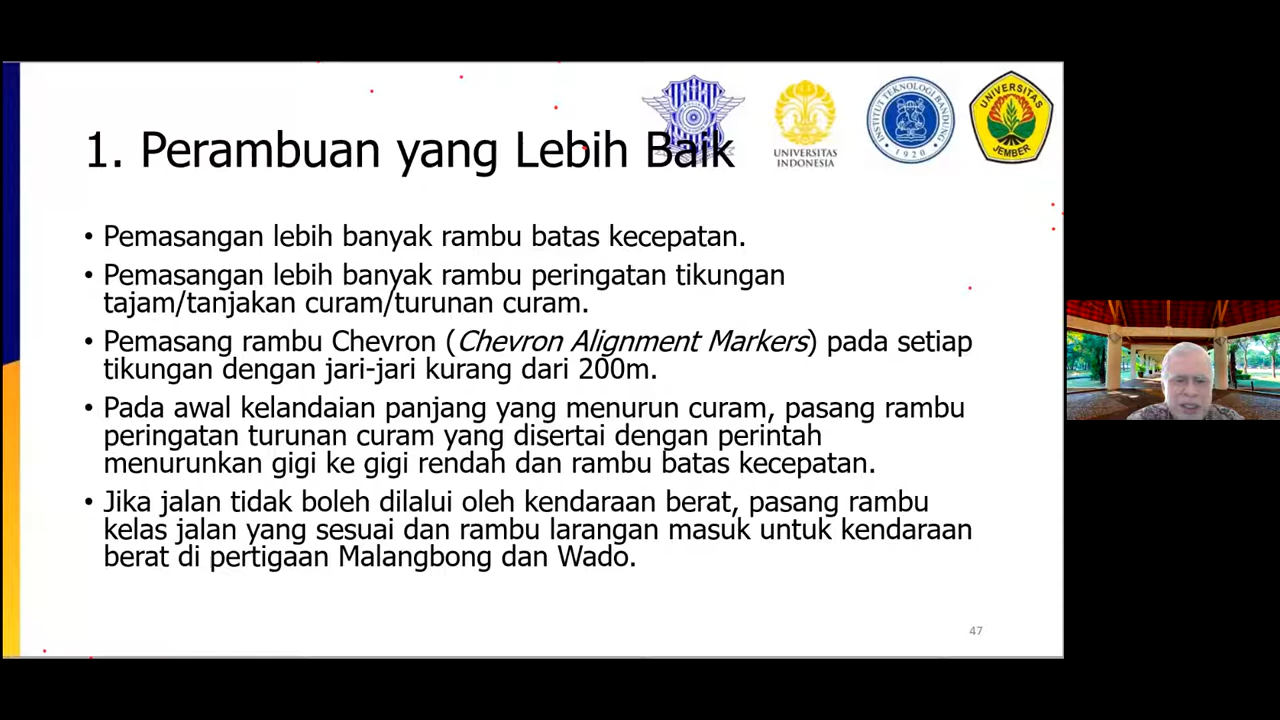 1. Perambuan yang Lebih Baik
UNIVERSITAS
INDONESIA
INSTITUT TEKNOLOGI BANDUNG
1920
UNIVERSITAS
JEMBER
• Pemasangan lebih banyak rambu batas kecepatan.
• Pemasangan lebih banyak rambu peringatan tikungan
tajam/tanjakan curam/turunan curam.
• Pemasang rambu Chevron (Chevron Alignment Markers) pada setiap
tikungan dengan jari-jari kurang dari 200m.
• Pada awal kelandaian panjang yang menurun curam, pasang rambu
peringatan turunan curam yang disertai dengan perintah
menurunkan gigi ke gigi rendah dan rambu batas kecepatan.
• Jika jalan tidak boleh dilalui oleh kendaraan berat, pasang rambu
kelas jalan yang sesuai dan rambu larangan masuk untuk kendaraan
berat di pertigaan Malangbong dan Wado.
47